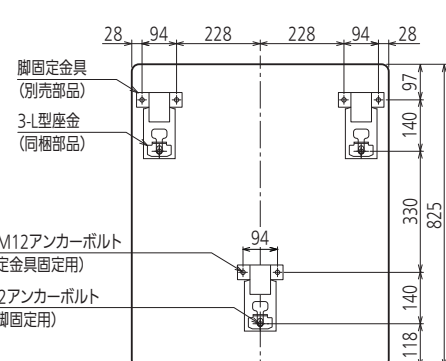 28 94 228 228 94 28
脚固定金具
(別売部品)
3-L型座金
(同梱部品)
97
140
330
825
M12アンカーボルト
定金具固定用)
94
2アンカーボルト
脚固定用)
140
118